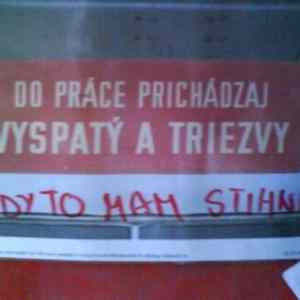 DO PRÁCE PRICHÁDZAJ
VYSPATÝ A TRIEZVY
DY TO MAM STIHN